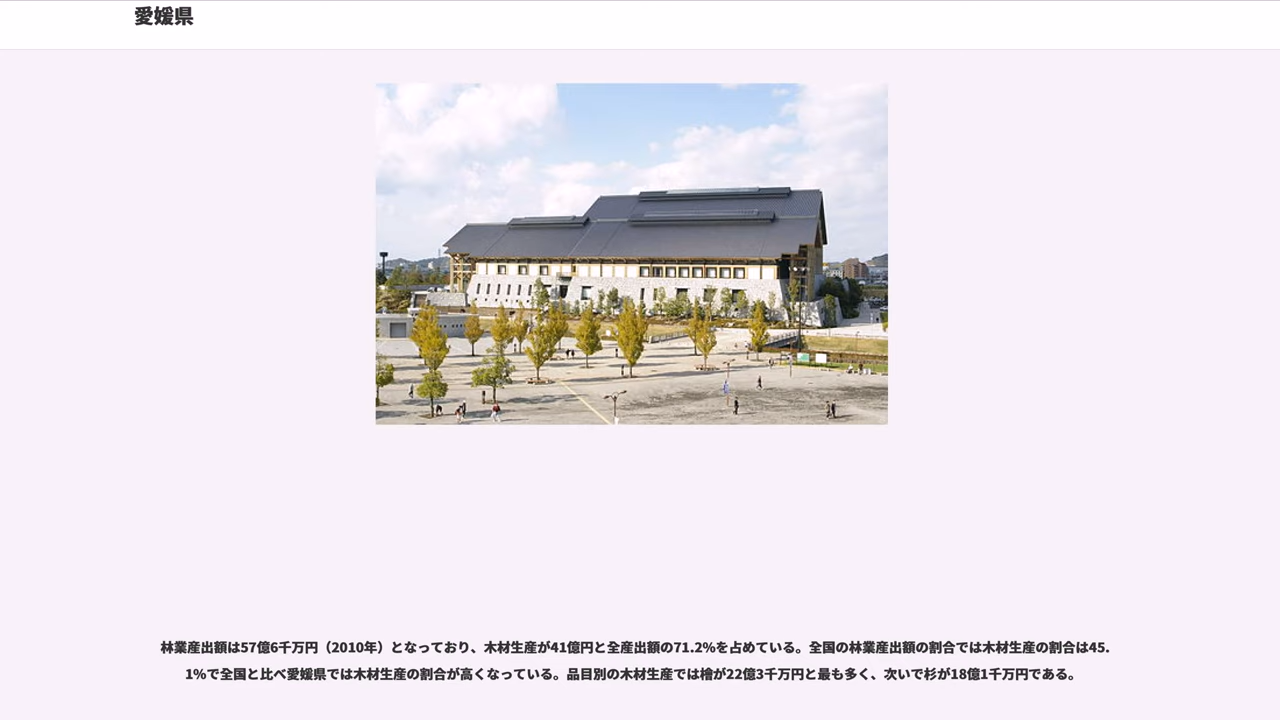 愛媛県
林業産出額は57億6千万円（2010年）となっており、木材生産が41億円と全産出額の71.2%を占めている。全国の林業産出額の割合では木材生産の割合は45.
1%で全国と比べ愛媛県では木材生産の割合が高くなっている。品目別の木材生産では檜が22億3千万円と最も多く、次いで杉が18億1千万円である。